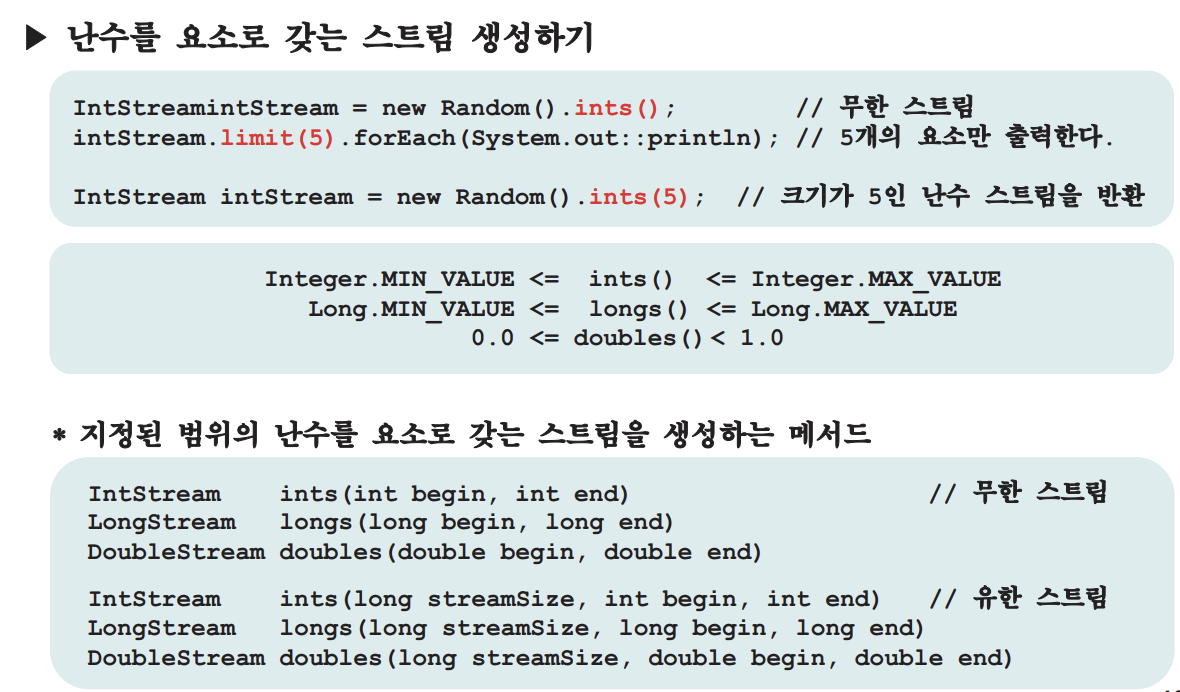 ▶ 난수를 요소로 갖는 스트림 생성하기
IntStreamintStream = new Random().ints(); // 무한 스트림
intStream.limit(5).forEach(System.out::println); // 5개의 요소만 출력한다.
IntStream intStream = new Random().ints(5); // 크기가 5인 난수 스트림을 반환
Integer.MIN_VALUE <= ints() <= Integer.MAX_VALUE
Long.MIN_VALUE <= longs() <= Long.MAX_VALUE
0.0 <= doubles()< 1.0
* 지정된 범위의 난수를 요소로 갖는 스트림을 생성하는 메서드
IntStream ints(int begin, int end) // 무한 스트림
LongStream longs(long begin, long end)
DoubleStream doubles(double begin, double end)
IntStream ints(long streamSize, int begin, int end) // 유한 스트림
LongStream longs(long streamSize, long begin, long end)
DoubleStream doubles(long streamSize, double begin, double end)